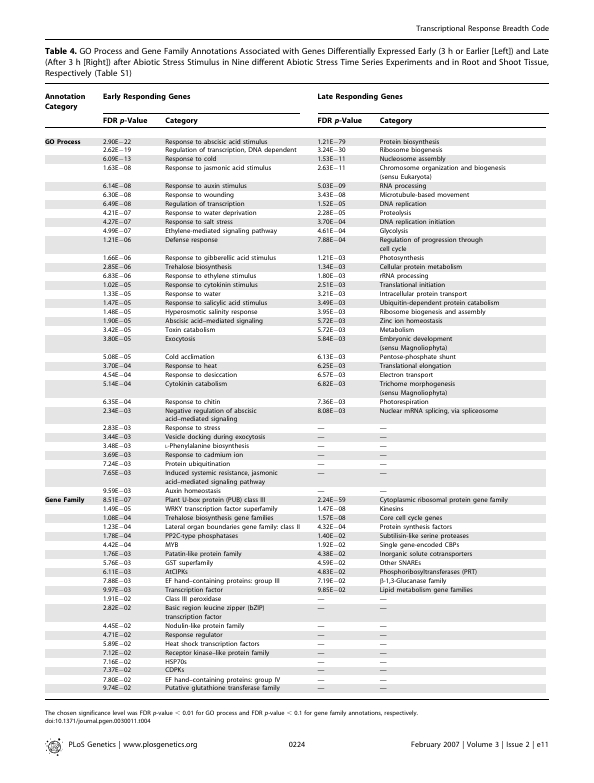 Transcriptional Response Breadth Code
Table 4. GO Process and Gene Family Annotations Associated with Genes Differentially Expressed Early (3 h or Earlier [Left]) and Late
(After 3 h [Right]) after Abiotic Stress Stimulus in Nine different Abiotic Stress Time Series Experiments and in Root and Shoot Tissue,
Respectively (Table S1)
Annotation Early Responding Genes Late Responding Genes
Category
FDR p-Value Category FDR p-Value Category
GO Process 2.90E−22 Response to abscisic acid stimulus 1.21E−79 Protein biosynthesis
2.62E−19 Regulation of transcription, DNA dependent 3.24E−30 Ribosome biogenesis
6.09E−13 Response to cold 1.53E−11 Nucleosome assembly
1.63E−08 Response to jasmonic acid stimulus 2.63E−11 Chromosome organization and biogenesis
(sensu Eukaryota)
6.14E−08 Response to auxin stimulus 5.03E−09 RNA processing
6.30E−08 Response to wounding 3.43E−08 Microtubule-based movement
6.49E−08 Regulation of transcription 1.52E−05 DNA replication
4.21E−07 Response to water deprivation 2.28E−05 Proteolysis
4.27E−07 Response to salt stress 3.70E−04 DNA replication initiation
4.99E−07 Ethylene-mediated signaling pathway 4.61E−04 Glycolysis
1.21E−06 Defense response 7.88E−04 Regulation of progression through
cell cycle
1.66E−06 Response to gibberellic acid stimulus 1.21E−03 Photosynthesis
2.85E−06 Trehalose biosynthesis 1.34E−03 Cellular protein metabolism
6.83E−06 Response to ethylene stimulus 1.80E−03 rRNA processing
1.02E−05 Response to cytokinin stimulus 2.51E−03 Translational initiation
1.33E−05 Response to water 3.21E−03 Intracellular protein transport
1.47E−05 Response to salicylic acid stimulus 3.49E−03 Ubiquitin-dependent protein catabolism
1.48E−05 Hyperosmotic salinity response 3.95E−03 Ribosome biogenesis and assembly
1.90E−05 Abscisic acid–mediated signaling 5.72E−03 Zinc ion homeostasis
3.42E−05 Toxin catabolism 5.72E−03 Metabolism
3.80E−05 Exocytosis 5.84E−03 Embryonic development
(sensu Magnoliophyta)
5.08E−05 Cold acclimation 6.13E−03 Pentose-phosphate shunt
3.70E−04 Response to heat 6.25E−03 Translational elongation
4.54E−04 Response to desiccation 6.57E−03 Electron transport
5.14E−04 Cytokinin catabolism 6.82E−03 Trichome morphogenesis
(sensu Magnoliophyta)
6.35E−04 Response to chitin 7.36E−03 Photorespiration
2.34E−03 Negative regulation of abscisic 8.08E−03 Nuclear mRNA splicing, via spliceosome
acid–mediated signaling
2.83E−03 Response to stress — —
3.44E−03 Vesicle docking during exocytosis — —
3.48E−03 L-Phenylalanine biosynthesis — —
3.69E−03 Response to cadmium ion — —
7.24E−03 Protein ubiquitination — —
7.65E−03 Induced systemic resistance, jasmonic — —
acid–mediated signaling pathway
9.59E−03 Auxin homeostasis — —
Gene Family 8.51E−07 Plant U-box protein (PUB) class III 2.24E−59 Cytoplasmic ribosomal protein gene family
1.49E−05 WRKY transcription factor superfamily 1.47E−08 Kinesins
1.08E−04 Trehalose biosynthesis gene families 1.57E−08 Core cell cycle genes
1.23E−04 Lateral organ boundaries gene family: class II 4.32E−04 Protein synthesis factors
1.78E−04 PP2C-type phosphatases 1.40E−02 Subtilisin-like serine proteases
4.42E−04 MYB 1.92E−02 Single gene-encoded CBPs
1.76E−03 Patatin-like protein family 4.38E−02 Inorganic solute cotransporters
5.76E−03 GST superfamily 4.59E−02 Other SNAREs
6.11E−03 AtCIPKs 4.83E−02 Phosphoribosyltransferases (PRT)
7.88E−03 EF hand–containing proteins: group III 7.19E−02 β-1,3-Glucanase family
9.97E−03 Transcription factor 9.85E−02 Lipid metabolism gene families
1.91E−02 Class III peroxidase — —
2.82E−02 Basic region leucine zipper (bZIP) — —
transcription factor
4.45E−02 Nodulin-like protein family — —
4.71E−02 Response regulator — —
5.89E−02 Heat shock transcription factors — —
7.12E−02 Receptor kinase–like protein family — —
7.16E−02 HSP70s — —
7.37E−02 CDPKs — —
7.80E−02 EF hand–containing proteins: group IV — —
9.74E−02 Putative glutathione transferase family — —
The chosen significance level was FDR p-value < 0.01 for GO process and FDR p-value < 0.1 for gene family annotations, respectively.
doi:10.1371/journal.pgen.0030011.t004
PLoS Genetics | www.plosgenetics.org 0224 February 2007 | Volume 3 | Issue 2 | e11